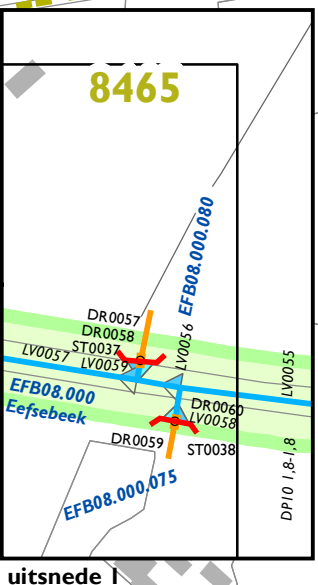 8465
EFB08.000.080
DR0057
DR0058
ST0037
LV0059
LV0057
LV0056
LV0055
EFB08.000
Eefsebeek
DR0060
LV0058
DR0059
ST0038
EFB08.000.075
DP10 1,8-1,8
uitsnede 1